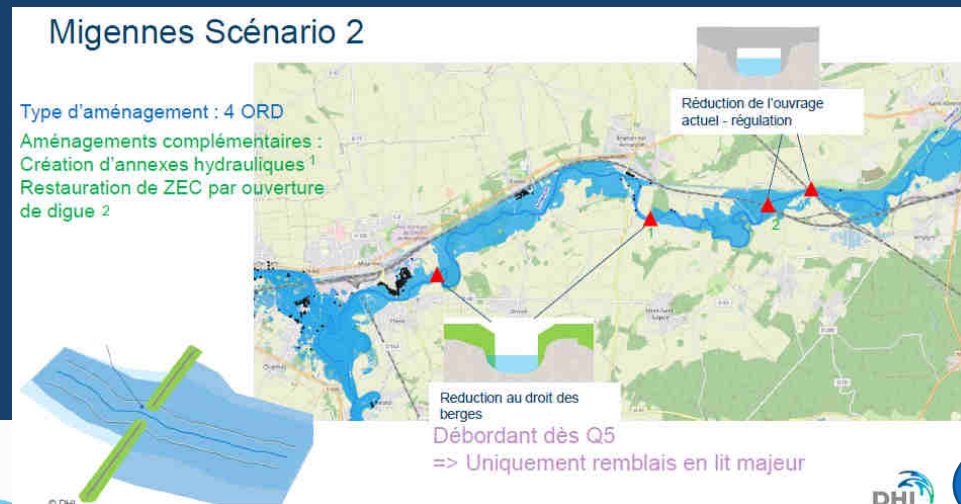 Migennes Scénario 2
Type d'aménagement : 4 ORD
Aménagements complémentaires :
Création d'annexes hydrauliques 1
Restauration de ZEC par ouverture
de digue 2
Réduction de l'ouvrage
actuel - régulation
1
2
Reduction au droit des
berges
Débordant dès Q5
=> Uniquement remblais en lit majeur
© DHI
DHI